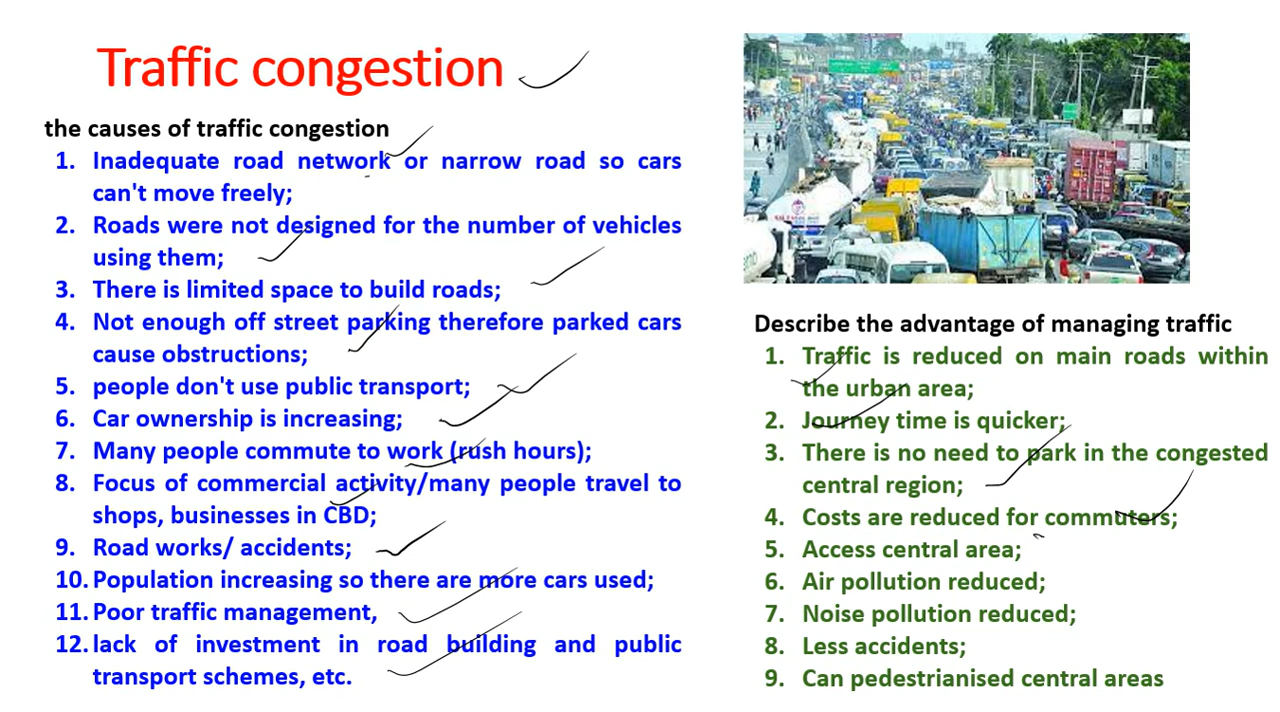 Traffic congestion
the causes of traffic congestion
1. Inadequate road network or narrow road so cars
can't move freely;
2. Roads were not designed for the number of vehicles
using them;
3. There is limited space to build roads;
4. Not enough off street parking therefore parked cars
cause obstructions;
5. people don't use public transport;
6. Car ownership is increasing;
7. Many people commute to work (rush hours);
8. Focus of commercial activity/many people travel to
shops, businesses in CBD;
9. Road works/ accidents;
10. Population increasing so there are more cars used;
11. Poor traffic management,
12. lack of investment in road building and public
transport schemes, etc.
Describe the advantage of managing traffic
1. Traffic is reduced on main roads within
the urban area;
2. Journey time is quicker;
3. There is no need to park in the congested
central region;
4. Costs are reduced for commuters;
5. Access central area;
6. Air pollution reduced;
7. Noise pollution reduced;
8. Less accidents;
9. Can pedestrianised central areas